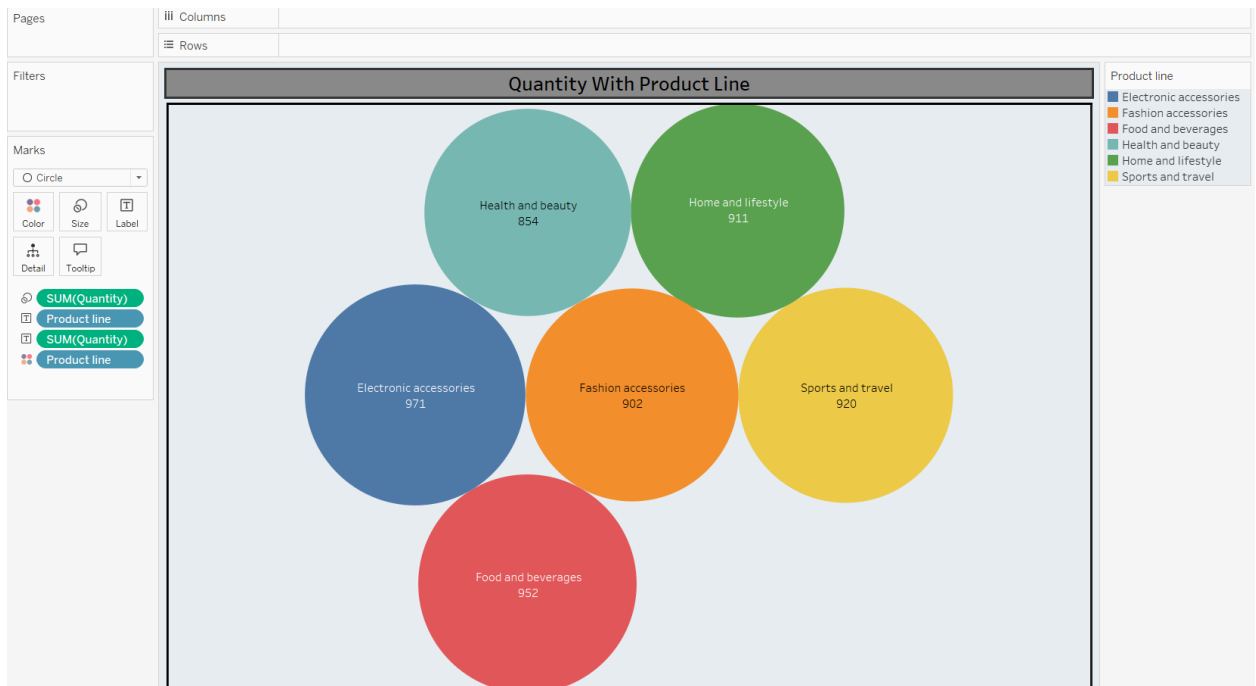 Pages
Columns
Rows
Filters
Quantity With Product Line
Product line
Electronic accessories
Fashion accessories
Food and beverages
Health and beauty
Home and lifestyle
Sports and travel
Marks
Circle
Color
Size
Label
Detail
Tooltip
SUM(Quantity)
Product line
SUM(Quantity)
Product line
Health and beauty
854
Home and lifestyle
911
Electronic accessories
971
Fashion accessories
902
Sports and travel
920
Food and beverages
952